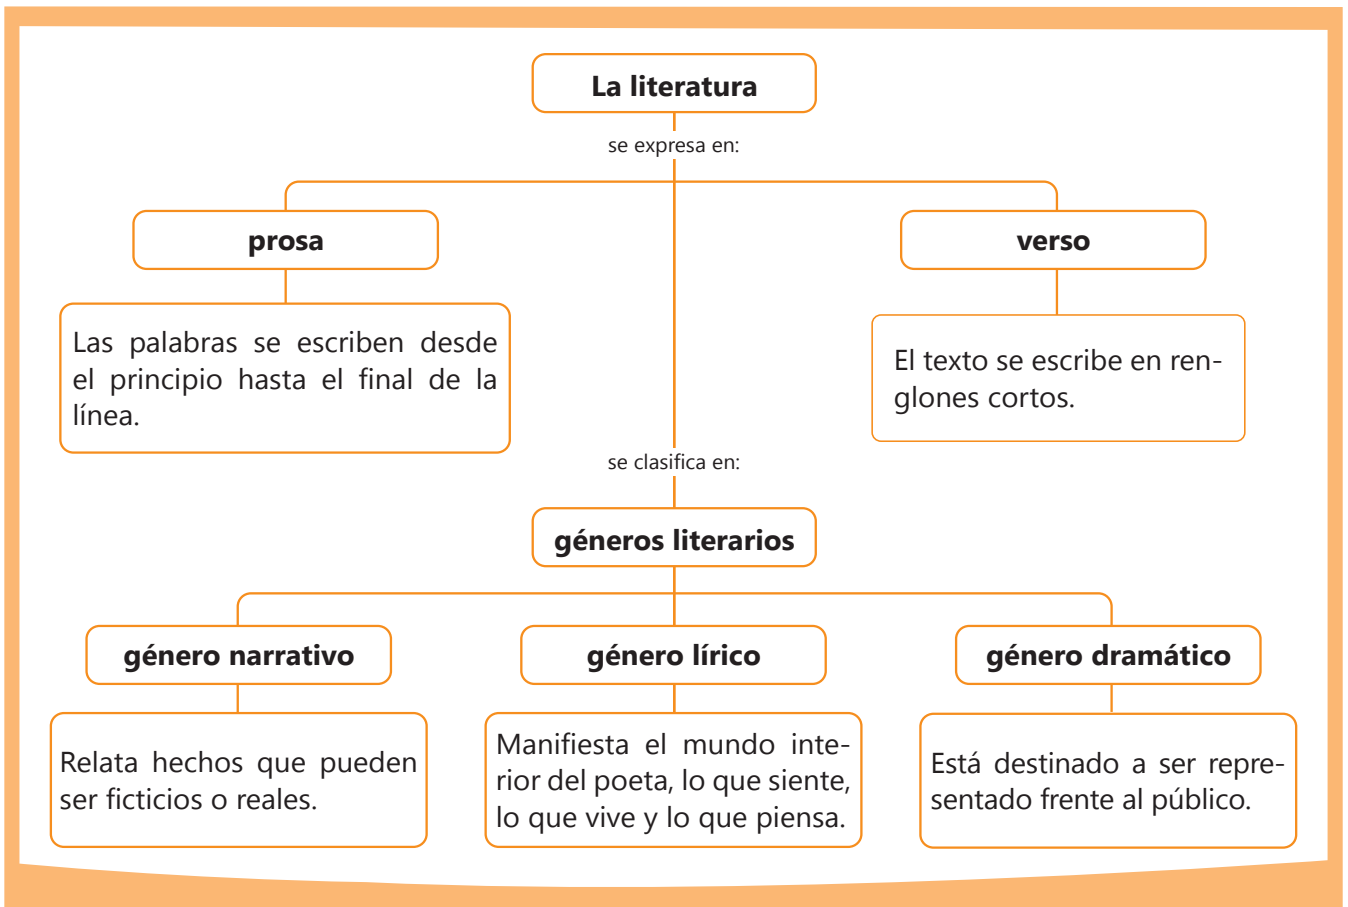 La literatura
se expresa en:
prosa
verso
Las palabras se escriben desde
el principio hasta el final de la
línea.
El texto se escribe en ren-
glones cortos.
se clasifica en:
géneros literarios
género narrativo
género lírico
género dramático
Relata hechos que pueden
ser ficticios o reales.
Manifiesta el mundo inte-
rior del poeta, lo que siente,
lo que vive y lo que piensa.
Está destinado a ser repre-
sentado frente al público.